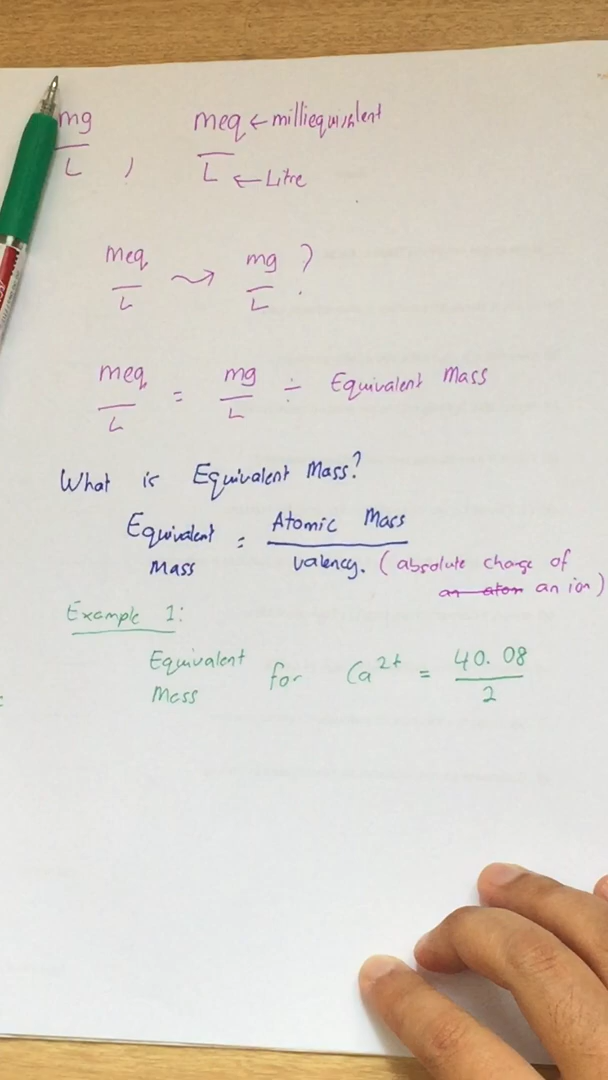 mg meq ← milliequivalent
L , L ← Litre
meq mg ?
L L
meq = mg ÷ Equivalent Mass
L L
What is Equivalent Mass?
Equivalent = Atomic Mass
Mass valency. (absolute charge of
an atom an ion)
Example 1:
Equivalent for Ca2+ = 40.08
Mass 2